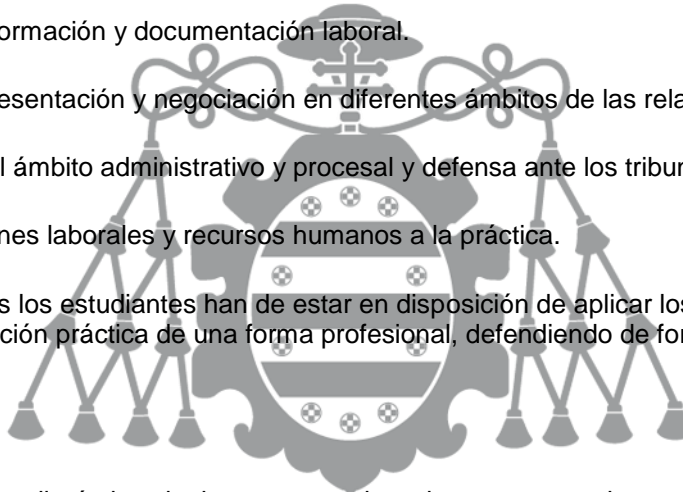 ormación y documentación laboral.
esentación y negociación en diferentes ámbitos de las rela
l ámbito administrativo y procesal y defensa ante los tribun
nes laborales y recursos humanos a la práctica.
s los estudiantes han de estar en disposición de aplicar los
ción práctica de una forma profesional, defendiendo de for